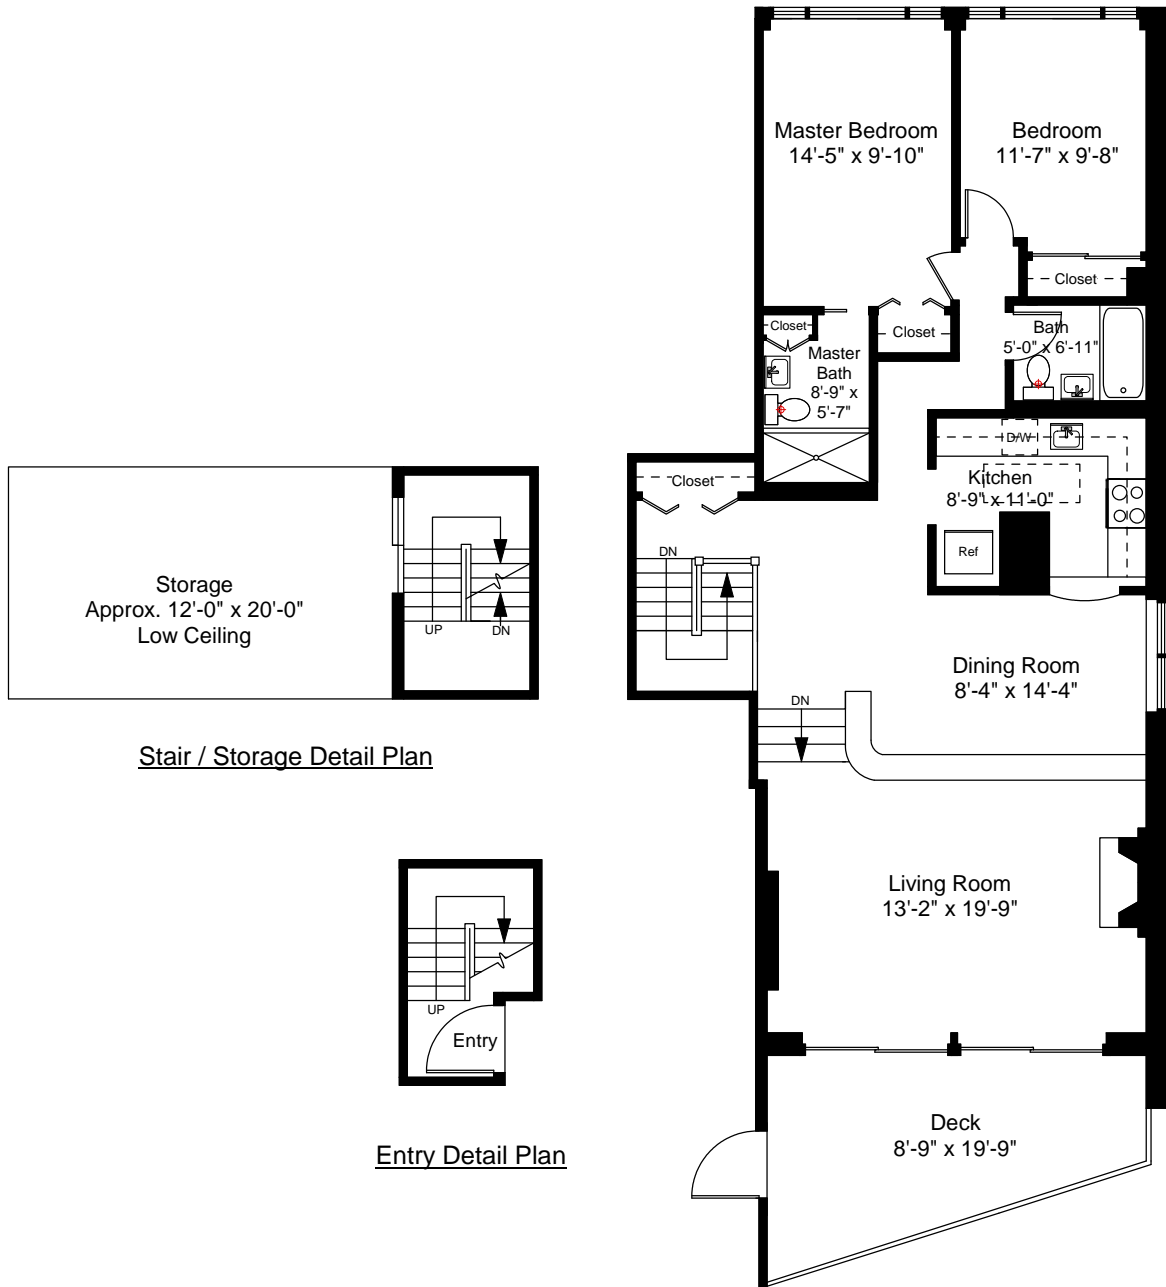 Master Bedroom
14'-5" x 9'-10"
Bedroom
11'-7" x 9'-8"
Closet
Closet
Closet
Bath
5'-0" x 6'-11"
Master
Bath
8'-9" x
5'-7"
D/W
Kitchen
8'-9" x 11'-0"
Ref
Closet
DN
Storage
Approx. 12'-0" x 20'-0"
Low Ceiling
UP
DN
Stair / Storage Detail Plan
Dining Room
8'-4" x 14'-4"
DN
Living Room
13'-2" x 19'-9"
UP
Entry
Entry Detail Plan
Deck
8'-9" x 19'-9"